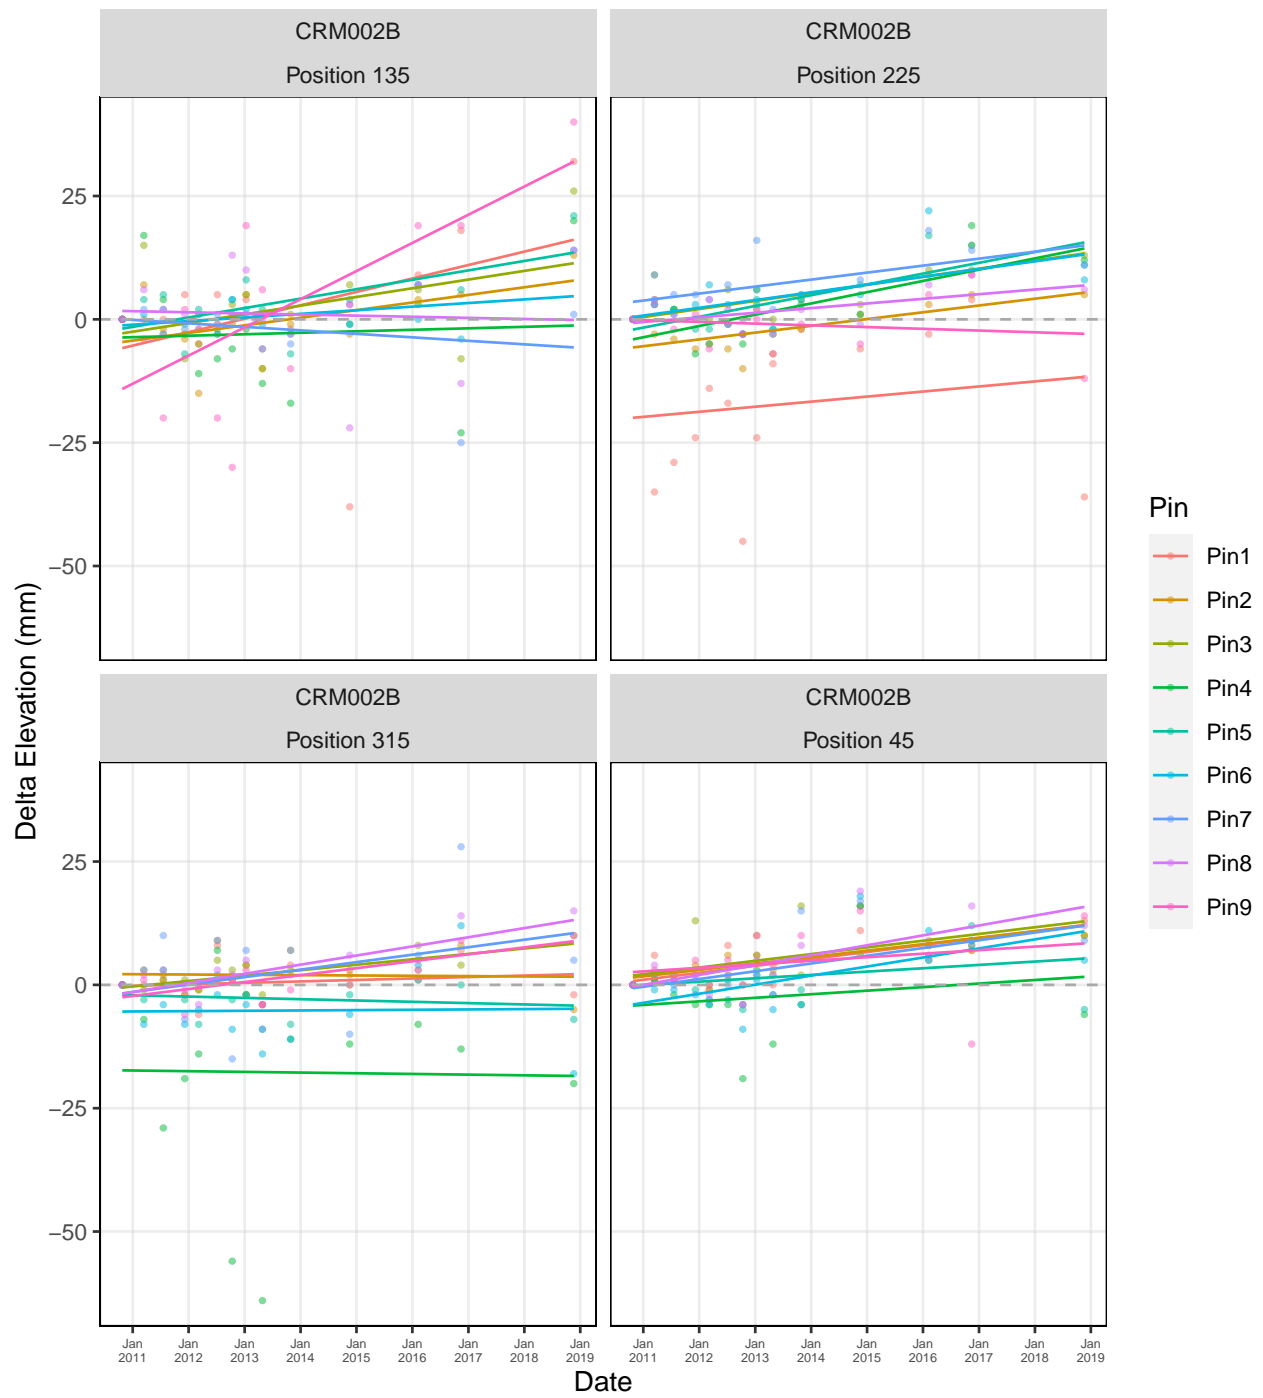 CRM002B
Position 135
CRM002B
Position 225
25
0
−25
−50
CRM002B
Position 315
CRM002B
Position 45
25
0
−25
−50
Delta Elevation (mm)
Jan Jan Jan Jan Jan Jan Jan Jan Jan
2011 2012 2013 2014 2015 2016 2017 2018 2019
Jan Jan Jan Jan Jan Jan Jan Jan Jan
2011 2012 2013 2014 2015 2016 2017 2018 2019
Date
Pin
Pin1
Pin2
Pin3
Pin4
Pin5
Pin6
Pin7
Pin8
Pin9